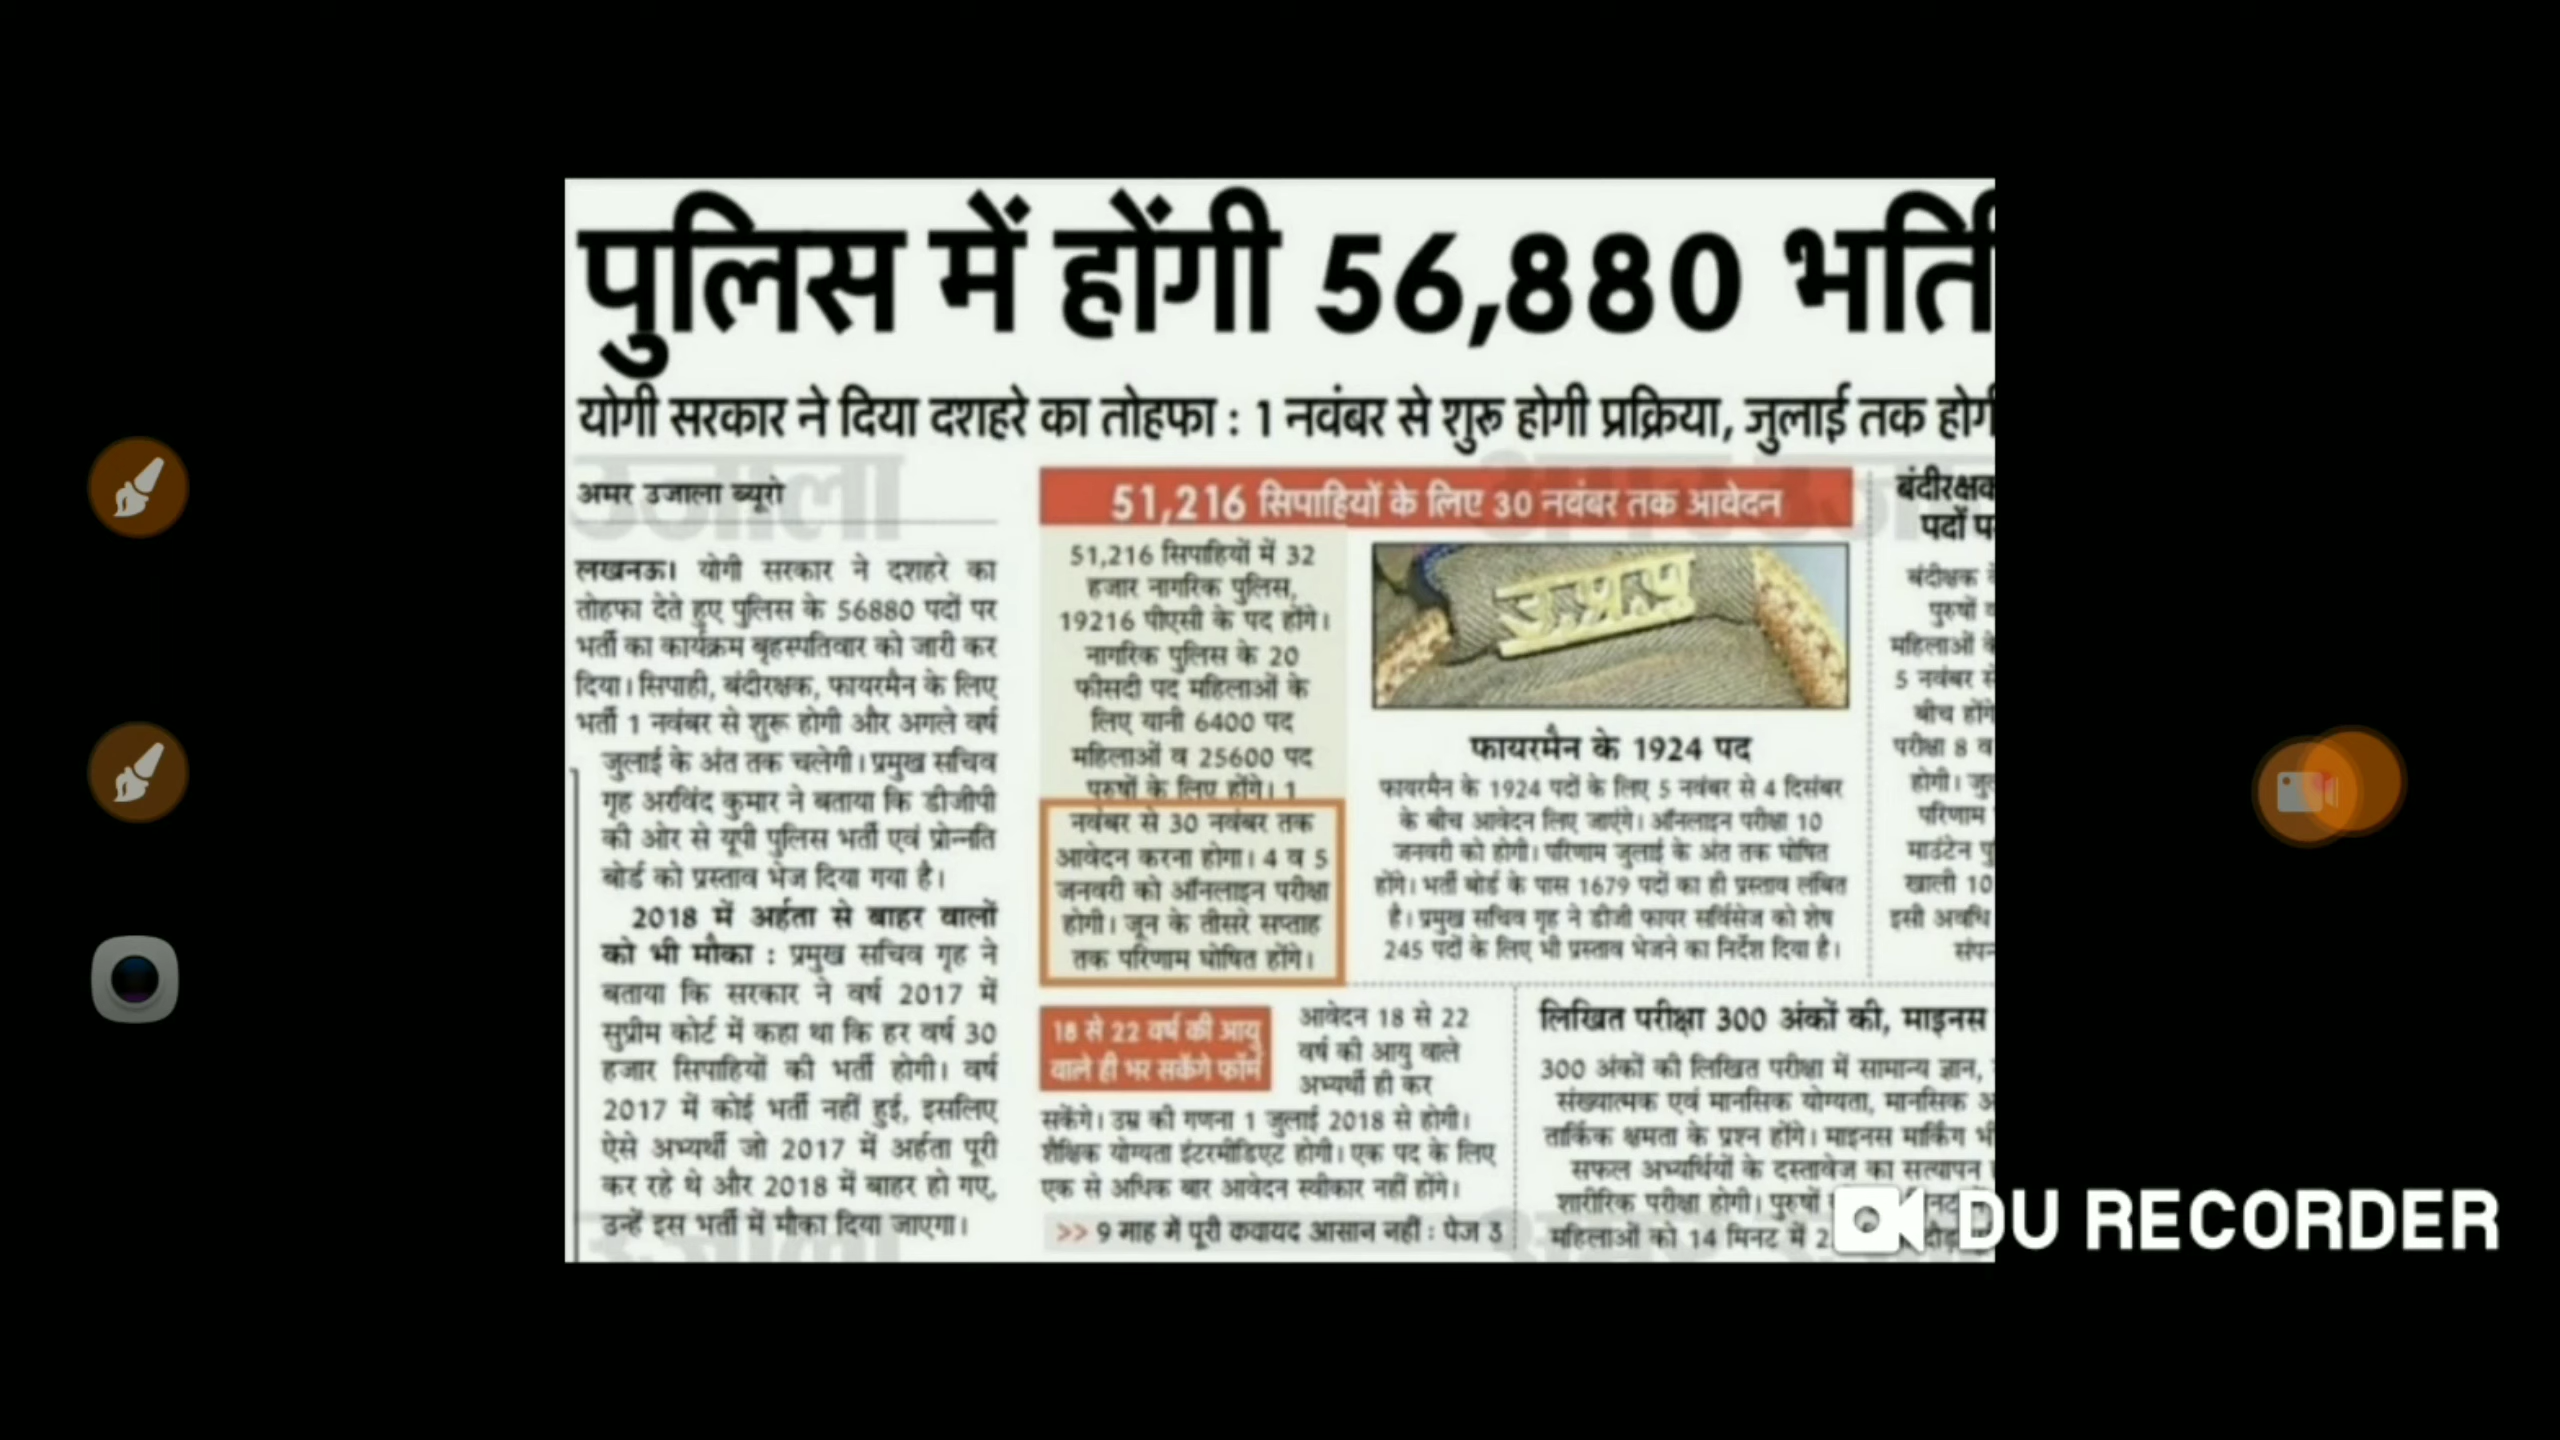 पुलिस में होंगी 56,880 भर्ति
योगी सरकार ने दिया दशहरे का तोहफा : 1 नवंबर से शुरू होगी प्रक्रिया, जुलाई तक होगी
अमर उजाला ब्यूरो
लखनऊ। योगी सरकार ने दशहरे का
तोहफा देते हुए पुलिस के 56880 पदों पर
भर्ती का कार्यक्रम बृहस्पतिवार को जारी कर
दिया। सिपाही, बंदीरक्षक, फायरमैन के लिए
भर्ती 1 नवंबर से शुरू होगी और अगले वर्ष
जुलाई के अंत तक चलेगी। प्रमुख सचिव
गृह अरविंद कुमार ने बताया कि डीजीपी
की ओर से यूपी पुलिस भर्ती एवं प्रोन्नति
बोर्ड को प्रस्ताव भेज दिया गया है।
2018 में अर्हता से बाहर वालों
को भी मौका : प्रमुख सचिव गृह ने
बताया कि सरकार ने वर्ष 2017 में
सुप्रीम कोर्ट में कहा था कि हर वर्ष 30
हजार सिपाहियों की भर्ती होगी। वर्ष
2017 में कोई भर्ती नहीं हुई, इसलिए
ऐसे अभ्यर्थी जो 2017 में अर्हता पूरी
कर रहे थे और 2018 में बाहर हो गए,
उन्हें इस भर्ती में मौका दिया जाएगा।
51,216 सिपाहियों के लिए 30 नवंबर तक आवेदन
51,216 सिपाहियों में 32
हजार नागरिक पुलिस,
19216 पीएसी के पद होंगे।
नागरिक पुलिस के 20
फीसदी पद महिलाओं के
लिए यानी 6400 पद
महिलाओं व 25600 पद
पुरुषों के लिए होंगे। 1
नवंबर से 30 नवंबर तक
आवेदन करना होगा। 4 व 5
जनवरी को ऑनलाइन परीक्षा
होगी। जून के तीसरे सप्ताह
तक परिणाम घोषित होंगे।
उ.प्र.पु
फायरमैन के 1924 पद
फायरमैन के 1924 पदों के लिए 5 नवंबर से 4 दिसंबर
के बीच आवेदन लिए जाएंगे। ऑनलाइन परीक्षा 10
जनवरी को होगी। परिणाम जुलाई के अंत तक घोषित
होंगे। भर्ती बोर्ड के पास 1679 पदों का ही प्रस्ताव लंबित
है। प्रमुख सचिव गृह ने डीजी फायर सर्विसेज को शेष
245 पदों के लिए भी प्रस्ताव भेजने का निर्देश दिया है।
18 से 22 वर्ष की आयु
वाले ही भर सकेंगे फॉर्म
आवेदन 18 से 22
वर्ष की आयु वाले
अभ्यर्थी ही कर
सकेंगे। उम्र की गणना 1 जुलाई 2018 से होगी।
शैक्षिक योग्यता इंटरमीडिएट होगी। एक पद के लिए
एक से अधिक बार आवेदन स्वीकार नहीं होंगे।
>> 9 माह में पूरी कवायद आसान नहीं : पेज 3
बंदीरक्षक
पदों
बंदीक्षक
पुरुषों
महिलाओं के
5 नवंबर से
बीच होंगे
परीक्षा 8 व
होगी।
परिणाम
माउंटेन
खाली 10
इसी अवधि
लिखित परीक्षा 300 अंकों की, माइनस
300 अंकों की लिखित परीक्षा में सामान्य ज्ञान,
संख्यात्मक एवं मानसिक योग्यता, मानसिक
तार्किक क्षमता के प्रश्न होंगे। माइनस मार्किंग
सफल अभ्यर्थियों के दस्तावेज का सत्यापन
शारीरिक परीक्षा होगी। पुरुषों
महिलाओं को 14 मिनट में
DU RECORDER